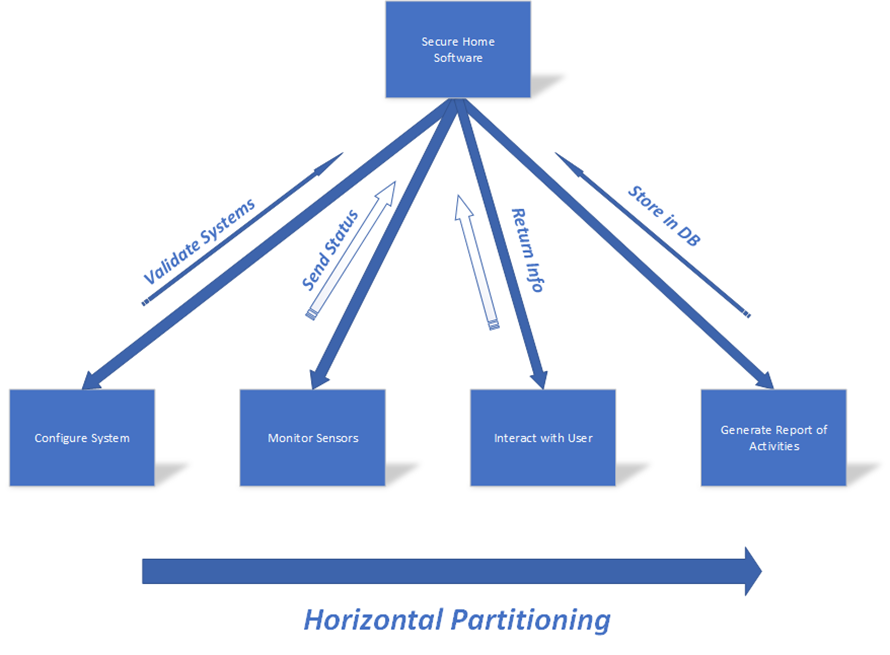 Secure Home
Software
Validate Systems
Send Status
Return Info
Store in DB
Configure System
Monitor Sensors
Interact with User
Generate Report of
Activities
Horizontal Partitioning